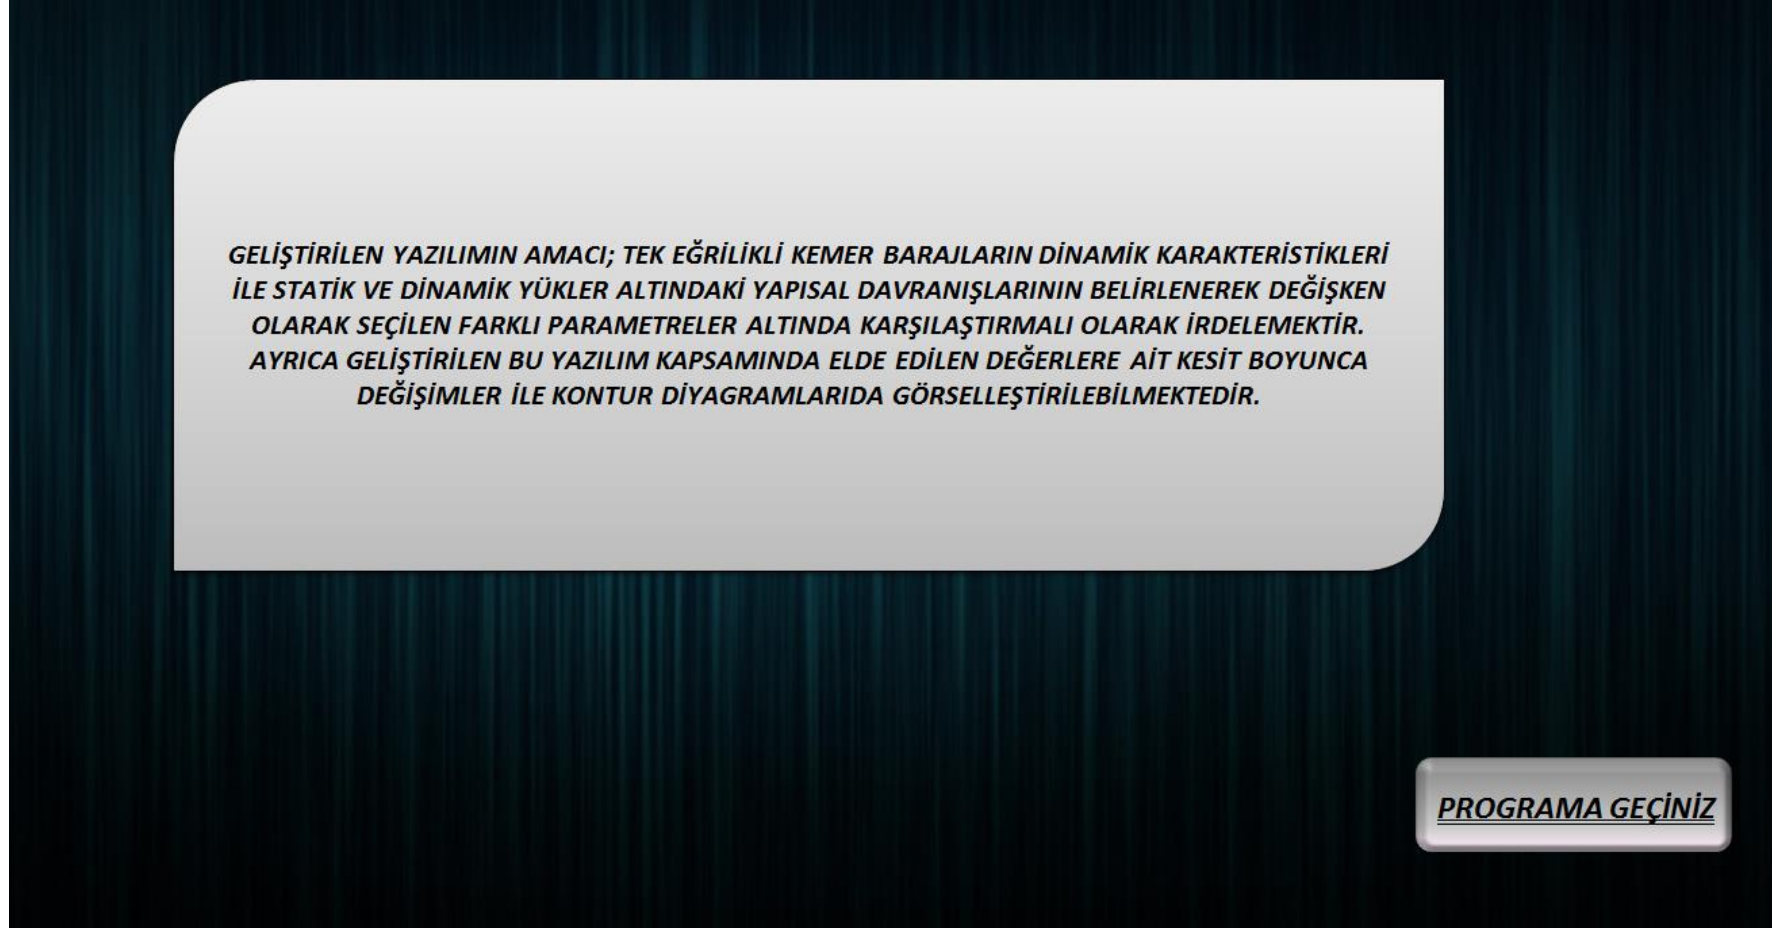 GELİŞTİRİLEN YAZILIMIN AMACI; TEK EĞRİLİKLİ KEMER BARAJLARIN DİNAMİK KARAKTERİSTİKLERİ
İLE STATİK VE DİNAMİK YÜKLER ALTINDAKİ YAPISAL DAVRANIŞLARININ BELİRLENEREK DEĞİŞKEN
OLARAK SEÇİLEN FARKLI PARAMETRELER ALTINDA KARŞILAŞTIRMALI OLARAK İRDELEMEKTİR.
AYRICA GELİŞTİRİLEN BU YAZILIM KAPSAMINDA ELDE EDİLEN DEĞERLERE AİT KESİT BOYUNCA
DEĞİŞİMLER İLE KONTUR DİYAGRAMLARIDA GÖRSELLEŞTİRİLEBİLMEKTEDİR.
PROGRAMA GEÇİNİZ